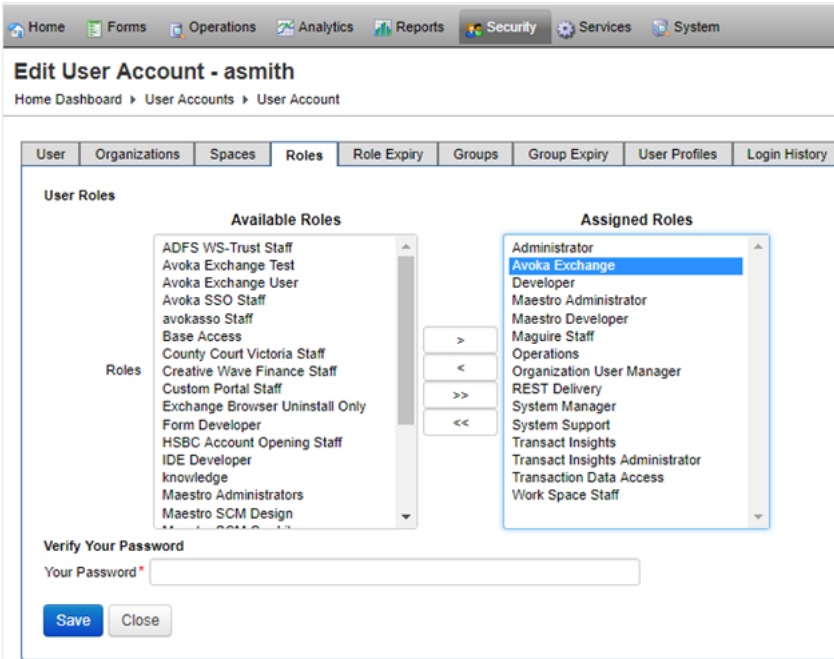 Home Forms Operations Analytics Reports Security Services System
Edit User Account - asmith
Home Dashboard User Accounts User Account
User Organizations Spaces Roles Role Expiry Groups Group Expiry User Profiles Login History
User Roles
Available Roles
ADFS WS-Trust Staff
Avoka Exchange Test
Avoka Exchange User
Avoka SSO Staff
avokasso Staff
Base Access
County Court Victoria Staff
Creative Wave Finance Staff
Custom Portal Staff
Exchange Browser Uninstall Only
Form Developer
HSBC Account Opening Staff
IDE Developer
knowledge
Maestro Administrators
Maestro SCM Design
Roles
>
<
>>
<<
Assigned Roles
Administrator
Avoka Exchange
Developer
Maestro Administrator
Maestro Developer
Maguire Staff
Operations
Organization User Manager
REST Delivery
System Manager
System Support
Transact Insights
Transact Insights Administrator
Transaction Data Access
Work Space Staff
Verify Your Password
Your Password*
Save Close